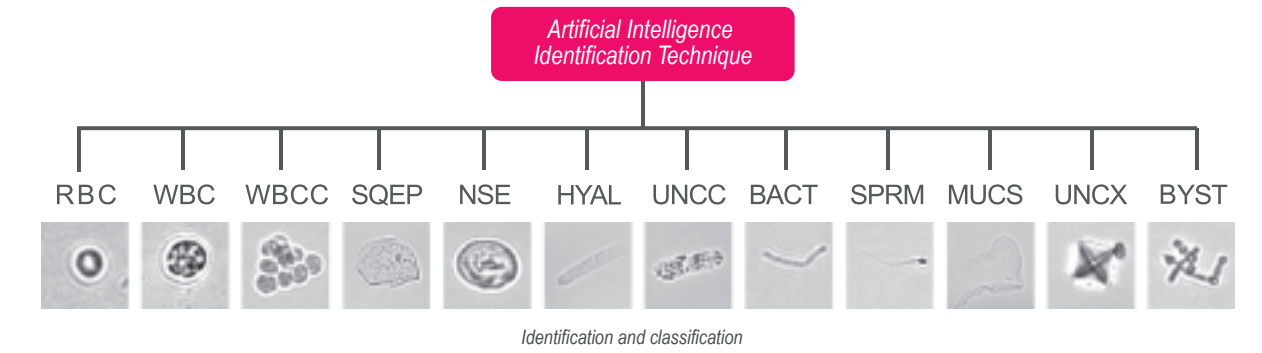 Artificial Intelligence
Identification Technique
RBC WBC WBCC SQEP NSE HYAL UNCC BACT SPRM MUCS UNCX BYST
Identification and classification